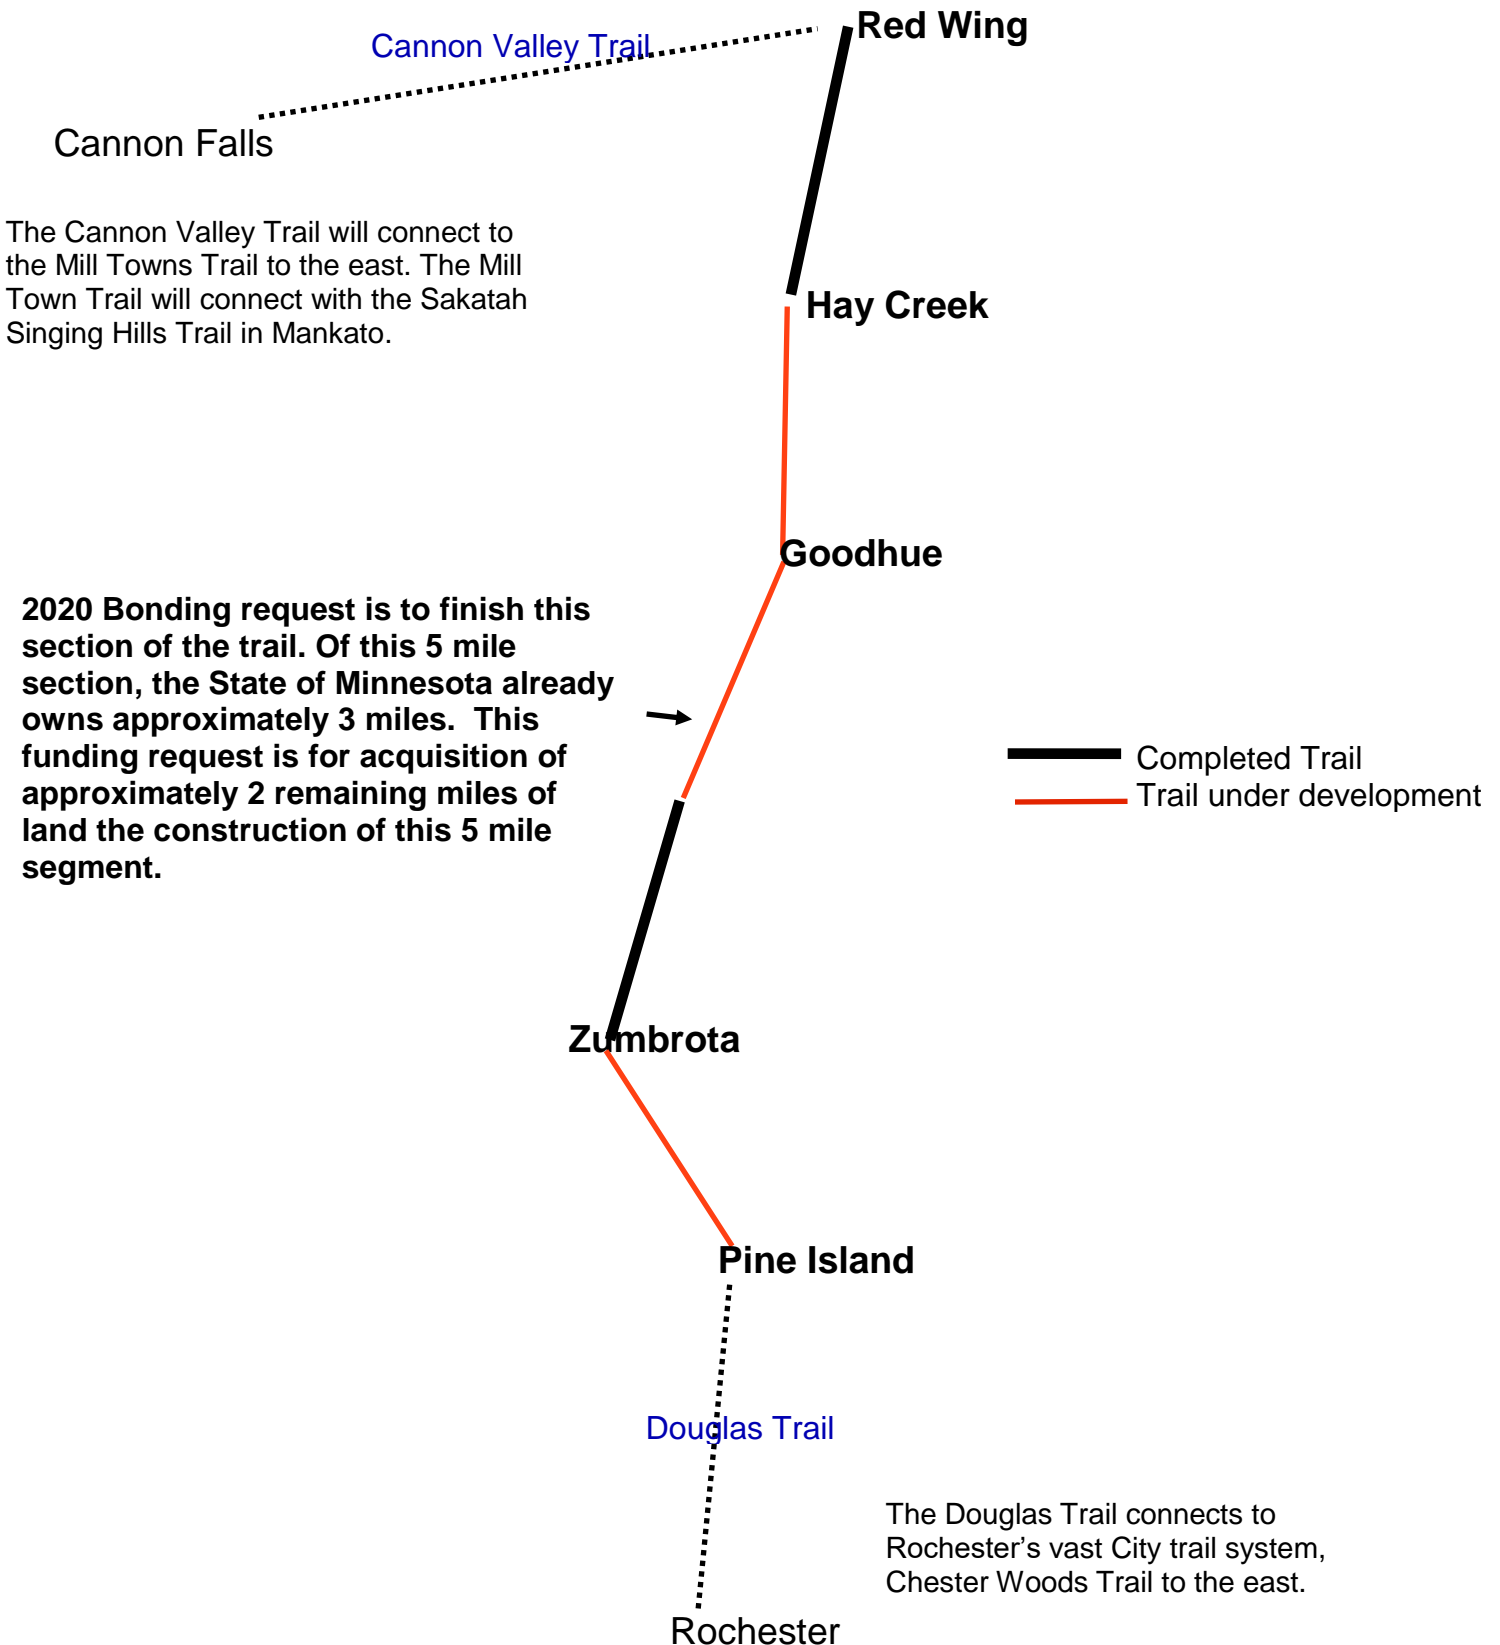 Red Wing
Cannon Valley Trail
Cannon Falls
The Cannon Valley Trail will connect to
the Mill Towns Trail to the east. The Mill
Town Trail will connect with the Sakatah
Singing Hills Trail in Mankato.
Hay Creek
Goodhue
2020 Bonding request is to finish this
section of the trail. Of this 5 mile
section, the State of Minnesota already
owns approximately 3 miles.  This
funding request is for acquisition of
approximately 2 remaining miles of
land the construction of this 5 mile
segment.
Completed Trail
Trail under development
Zumbrota
Pine Island
Douglas Trail
The Douglas Trail connects to
Rochester’s vast City trail system,
Chester Woods Trail to the east.
Rochester